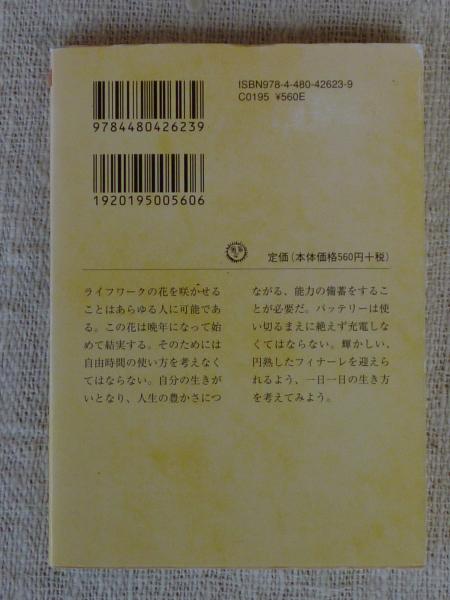 ISBN978-4-480-42623-9
C0195 ¥560E
9784480426239
1920195005606
定価(本体価格560円+税)
ライフワークの花を咲かせる
ことはあらゆる人に可能であ
る。この花は晩年になって始
めて結実する。そのためには
自由時間の使い方を考えなく
てはならない。自分の生きが
いとなり、人生の豊かさにつ
ながる、能力の備蓄をするこ
とが必要だ。バッテリーは使
い切るまえに絶えず充電しな
くてはならない。輝かしい、
円熟したフィナーレを迎えら
れるよう、一日一日の生き方
を考えてみよう。